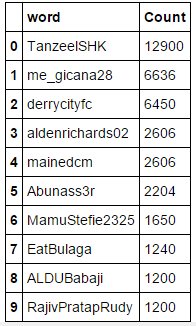 word Count
0 TanzeelSHK 12900
1 me_gicana28 6636
2 derrycityfc 6450
3 aldenrichards02 2606
4 mainedcm 2606
5 Abunass3r 2204
6 MamuStefie2325 1650
7 EatBulaga 1240
8 ALDUBabaji 1200
9 RajivPratapRudy 1200